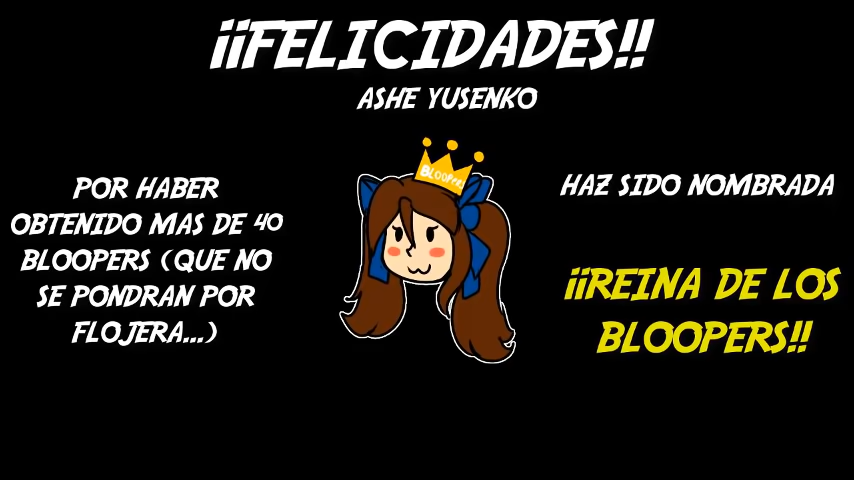 ¡¡FELICIDADES!!
ASHE YUSENKO
POR HABER
OBTENIDO MAS DE 40
BLOOPERS (QUE NO
SE PONDRAN POR
FLOJERA...)
BLOOPERS
HAZ SIDO NOMBRADA
¡¡REINA DE LOS
BLOOPERS!!